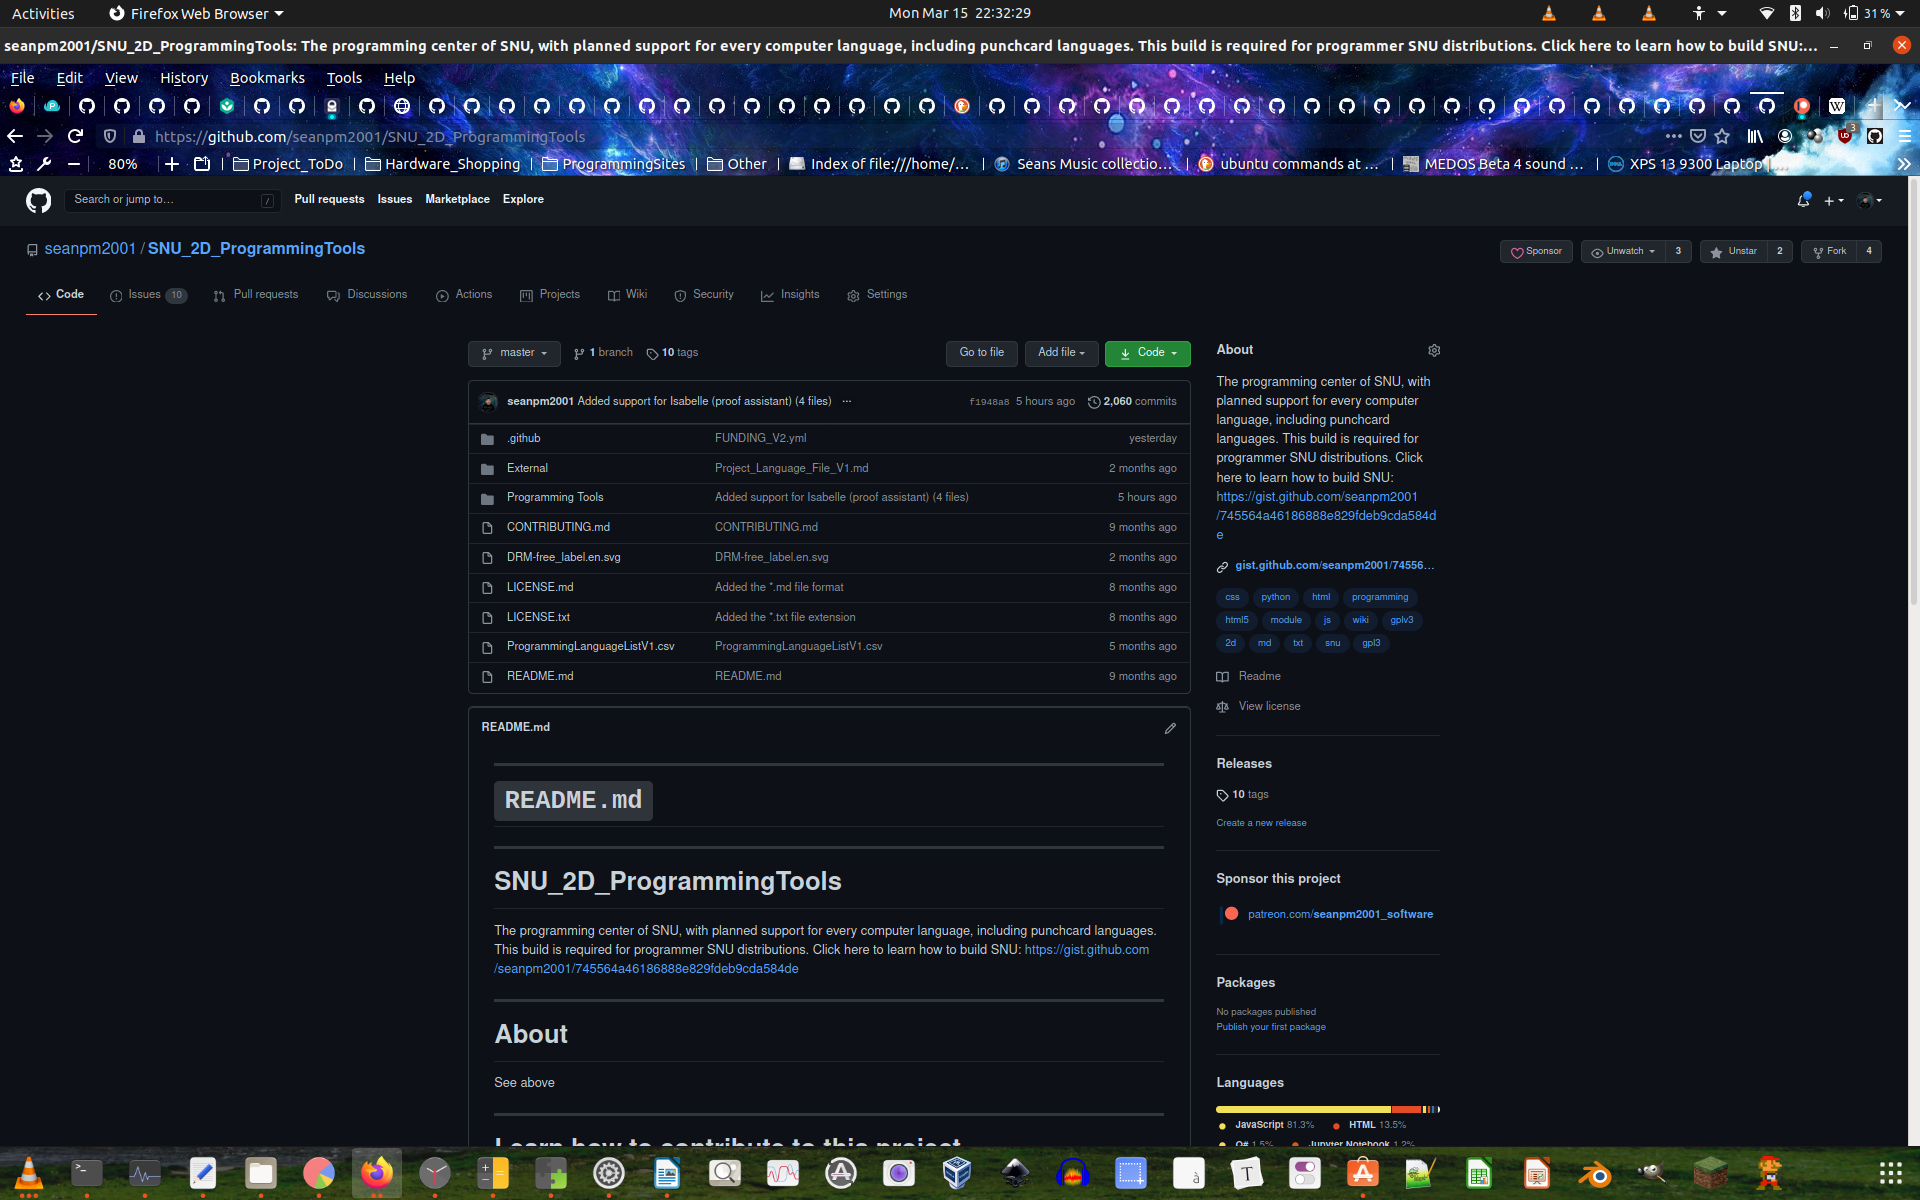 Activities Firefox Web Browser Mon Mar 15 22:32:29 31 %
seanpm2001/SNU_2D_ProgrammingTools: The programming center of SNU, with planned support for every computer language, including punchcard languages. This build is required for programmer SNU distributions. Click here to learn how to build SNU:...
File Edit View History Bookmarks Tools Help
https://github.com/seanpm2001/SNU_2D_ProgrammingTools 3
80% Project_ToDo Hardware_Shopping ProgrammingSites Other Index of file:///home/... Seans Music collectio... ubuntu commands at ... MEDOS Beta 4 sound ... XPS 13 9300 Laptop
Search or jump to... / Pull requests Issues Marketplace Explore
seanpm2001 / SNU_2D_ProgrammingTools Sponsor Unwatch 3 Unstar 2 Fork 4
Code Issues 10 Pull requests Discussions Actions Projects Wiki Security Insights Settings
master 1 branch 10 tags Go to file Add file Code
seanpm2001 Added support for Isabelle (proof assistant) (4 files) ... f1948a8 5 hours ago 2,060 commits
.github FUNDING_V2.yml yesterday
External Project_Language_File_V1.md 2 months ago
Programming Tools Added support for Isabelle (proof assistant) (4 files) 5 hours ago
CONTRIBUTING.md CONTRIBUTING.md 9 months ago
DRM-free_label.en.svg DRM-free_label.en.svg 2 months ago
LICENSE.md Added the *.md file format 8 months ago
LICENSE.txt Added the *.txt file extension 8 months ago
ProgrammingLanguageListV1.csv ProgrammingLanguageListV1.csv 5 months ago
README.md README.md 9 months ago
README.md
README.md
SNU_2D_ProgrammingTools
The programming center of SNU, with planned support for every computer language, including punchcard languages.
This build is required for programmer SNU distributions. Click here to learn how to build SNU: https://gist.github.com
/seanpm2001/745564a46186888e829fdeb9cda584de
About
See above
Learn how to contribute to this project
About
The programming center of SNU, with
planned support for every computer
language, including punchcard
languages. This build is required for
programmer SNU distributions. Click
here to learn how to build SNU:
https://gist.github.com/seanpm2001
/745564a46186888e829fdeb9cda584d
e
gist.github.com/seanpm2001/74556...
css python html programming
html5 module js wiki gplv3
2d md txt snu gpl3
Readme
View license
Releases
10 tags
Create a new release
Sponsor this project
patreon.com/seanpm2001_software
Packages
No packages published
Publish your first package
Languages
JavaScript 81.3% HTML 13.5%
Q# 1.5% Jupyter Notebook 1.2%